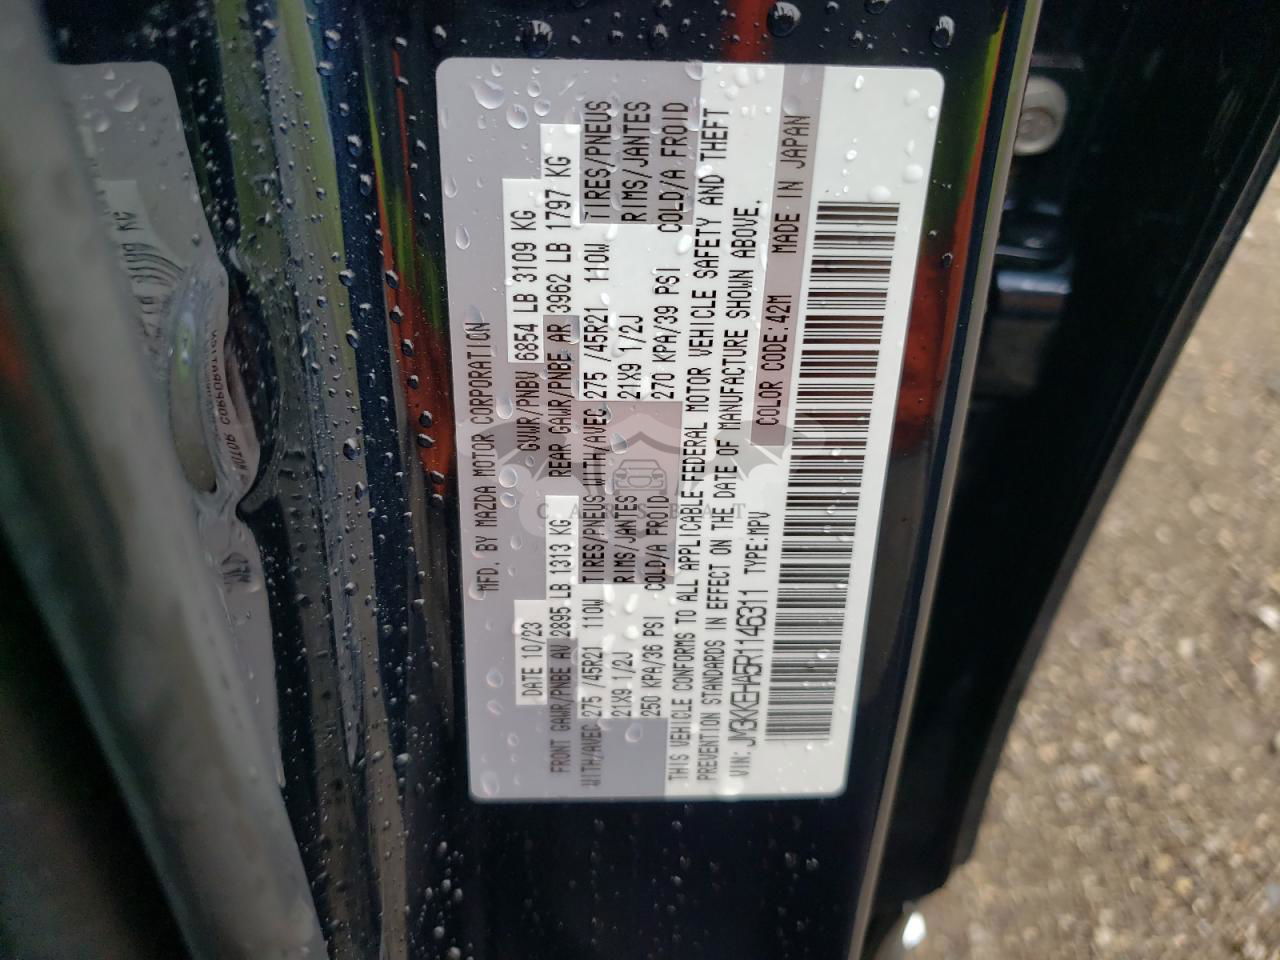 MFD. BY MAZDA MOTOR CORPORATION
DATE 10/23 GVWR/PNBV 6854 LB 3109 KG
FRONT GAWR/PNBE AV 2895 LB 1313 KG REAR GAWR/PNBE AR 3962 LB 1797 KG
WITH/AVEC 275 /45R21 110W TIRES/PNEUS WITH/AVEC 275 /45R21 110W TIRES/PNEUS
21X9 1/2J RIMS/JANTES 21X9 1/2J RIMS/JANTES
250 KPA/36 PSI COLD/A FROID 270 KPA/39 PSI COLD/A FROID
THIS VEHICLE CONFORMS TO ALL APPLICABLE FEDERAL MOTOR VEHICLE SAFETY AND THEFT
PREVENTION STANDARDS IN EFFECT ON THE DATE OF MANUFACTURE SHOWN ABOVE.
VIN: JM3KKEHA5R1146311 TYPE:MPV COLOR CODE:42M MADE IN JAPAN
CARSBAT